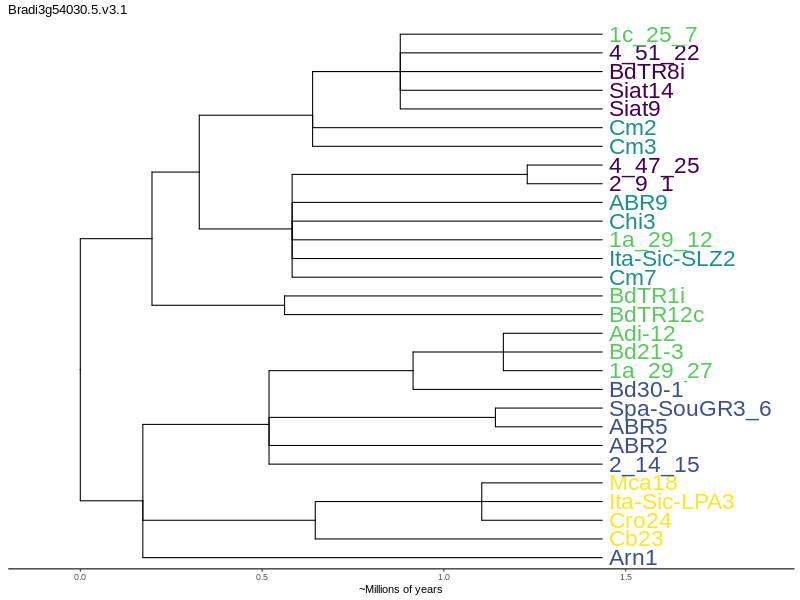 Bradi3g54030.5.v3.1
1c_25_7
4_51_22
BdTR8i
Siat14
Siat9
Cm2
Cm3
4_47_25
2_9_1
ABR9
Chi3
1a_29_12
Ita-Sic-SLZ2
Cm7
BdTR1i
BdTR12c
Adi-12
Bd21-3
1a_29_27
Bd30-1
Spa-SouGR3_6
ABR5
ABR2
2_14_15
Mca18
Ita-Sic-LPA3
Cro24
Cb23
Arn1
0.0 0.5 1.0 1.5
~Millions of years